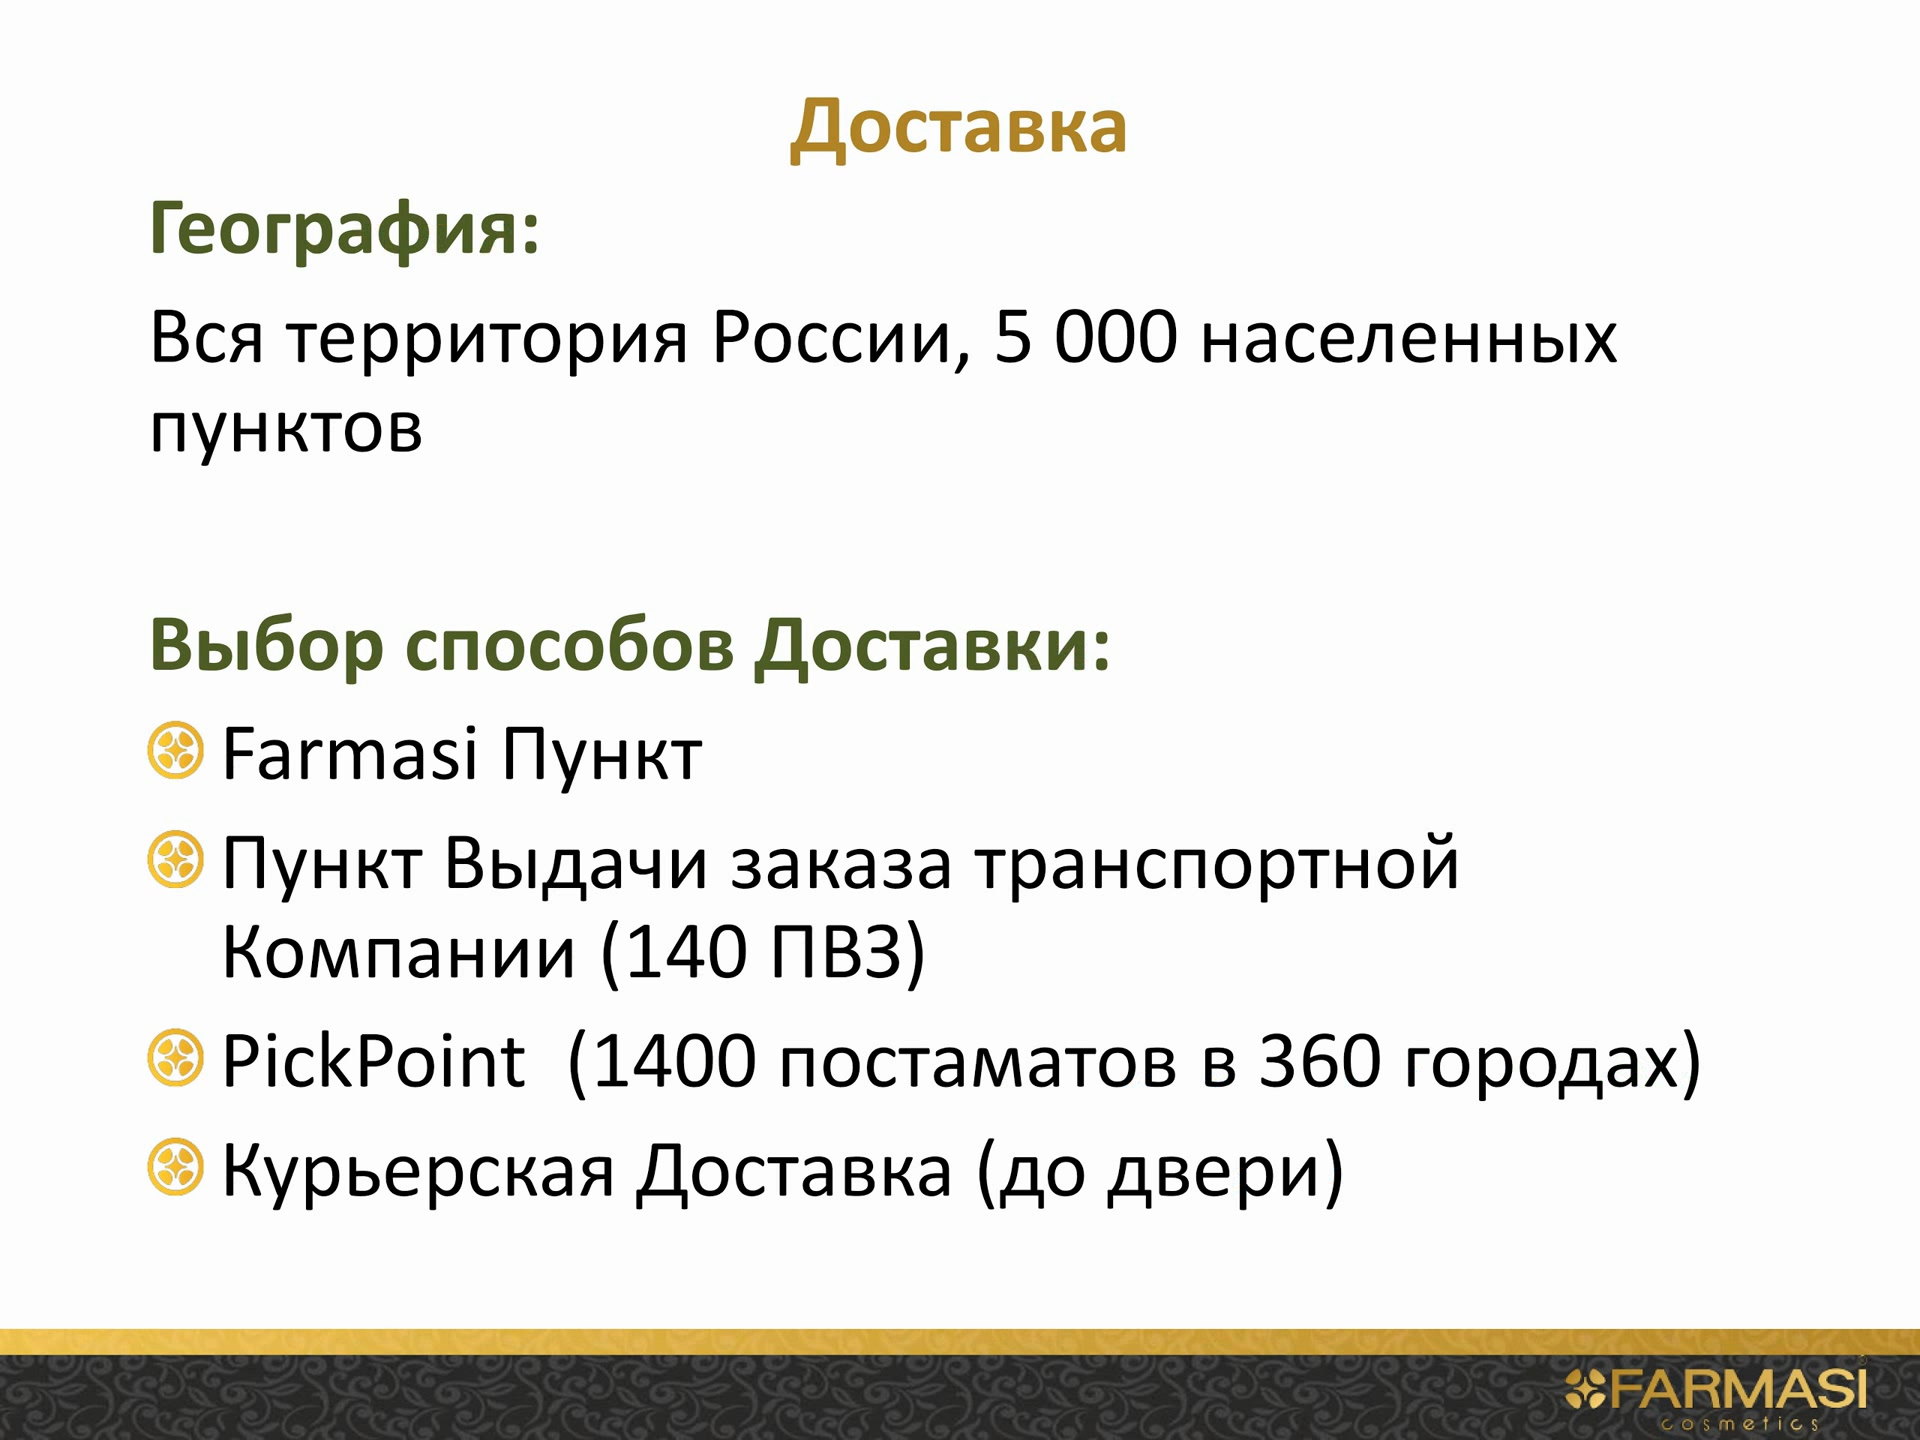 Доставка
География:
Вся территория России, 5 000 населенных
пунктов
Выбор способов Доставки:
Farmasi Пункт
Пункт Выдачи заказа транспортной
Компании (140 ПВЗ)
PickPoint  (1400 постаматов в 360 городах)
Курьерская Доставка (до двери)
FARMASI
cosmetics